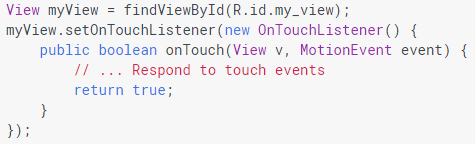 View myView = findViewById(R.id.my_view);
myView.setOnTouchListener(new OnTouchListener() {
    public boolean onTouch(View v, MotionEvent event) {
        // ... Respond to touch events
        return true;
    }
});